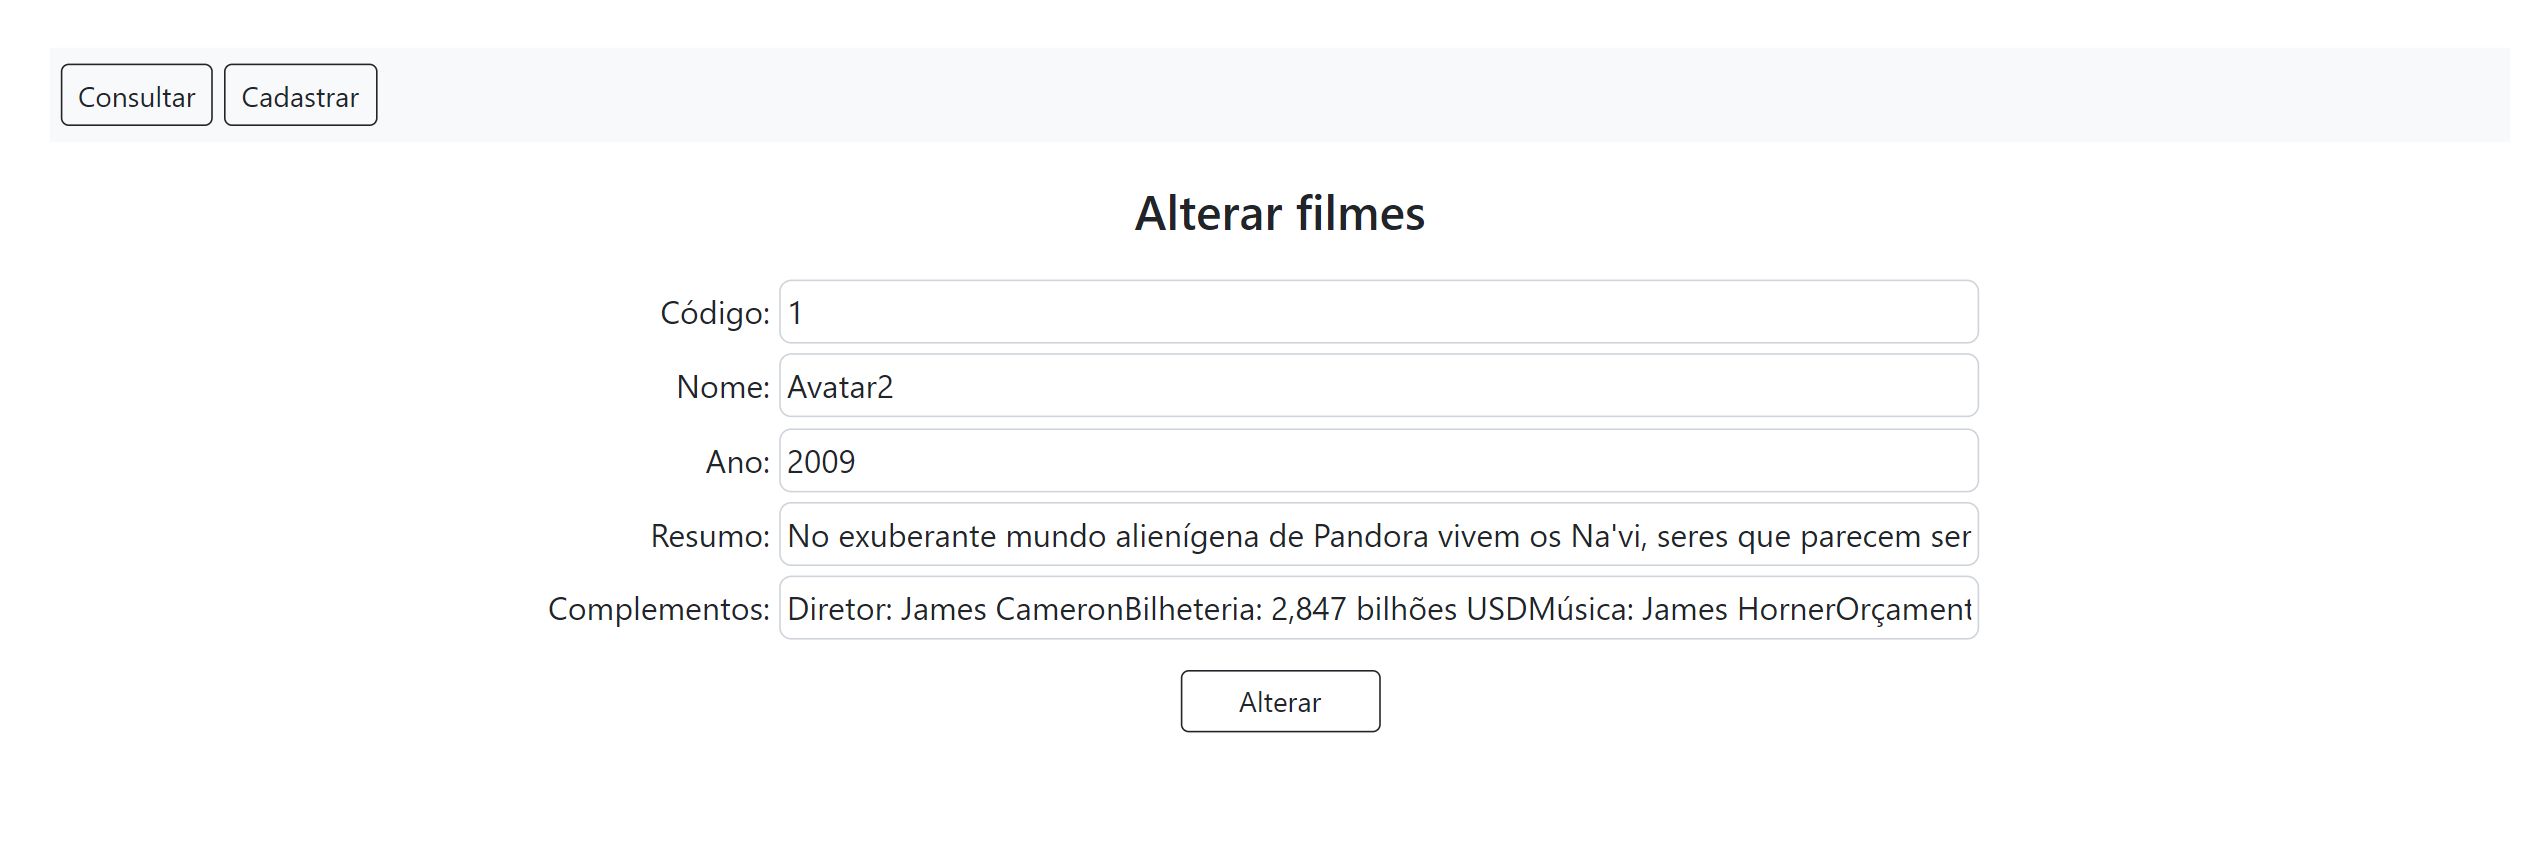 Consultar Cadastrar
Alterar filmes
Código: 1
Nome: Avatar2
Ano: 2009
Resumo: No exuberante mundo alienígena de Pandora vivem os Na'vi, seres que parecem ser
Complementos: Diretor: James CameronBilheteria: 2,847 bilhões USDMúsica: James HornerOrçament
Alterar